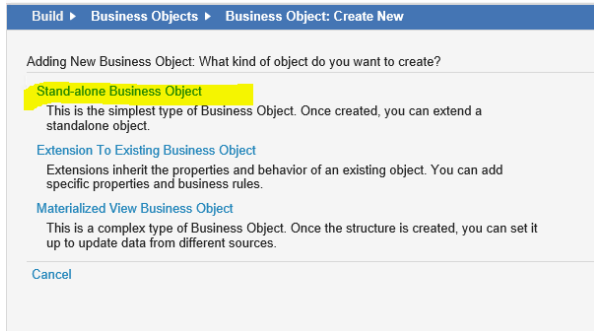 Build ▸ Business Objects ▸ Business Object: Create New
Adding New Business Object: What kind of object do you want to create?
Stand-alone Business Object
This is the simplest type of Business Object. Once created, you can extend a
standalone object.
Extension To Existing Business Object
Extensions inherit the properties and behavior of an existing object. You can add
specific properties and business rules.
Materialized View Business Object
This is a complex type of Business Object. Once the structure is created, you can set it
up to update data from different sources.
Cancel